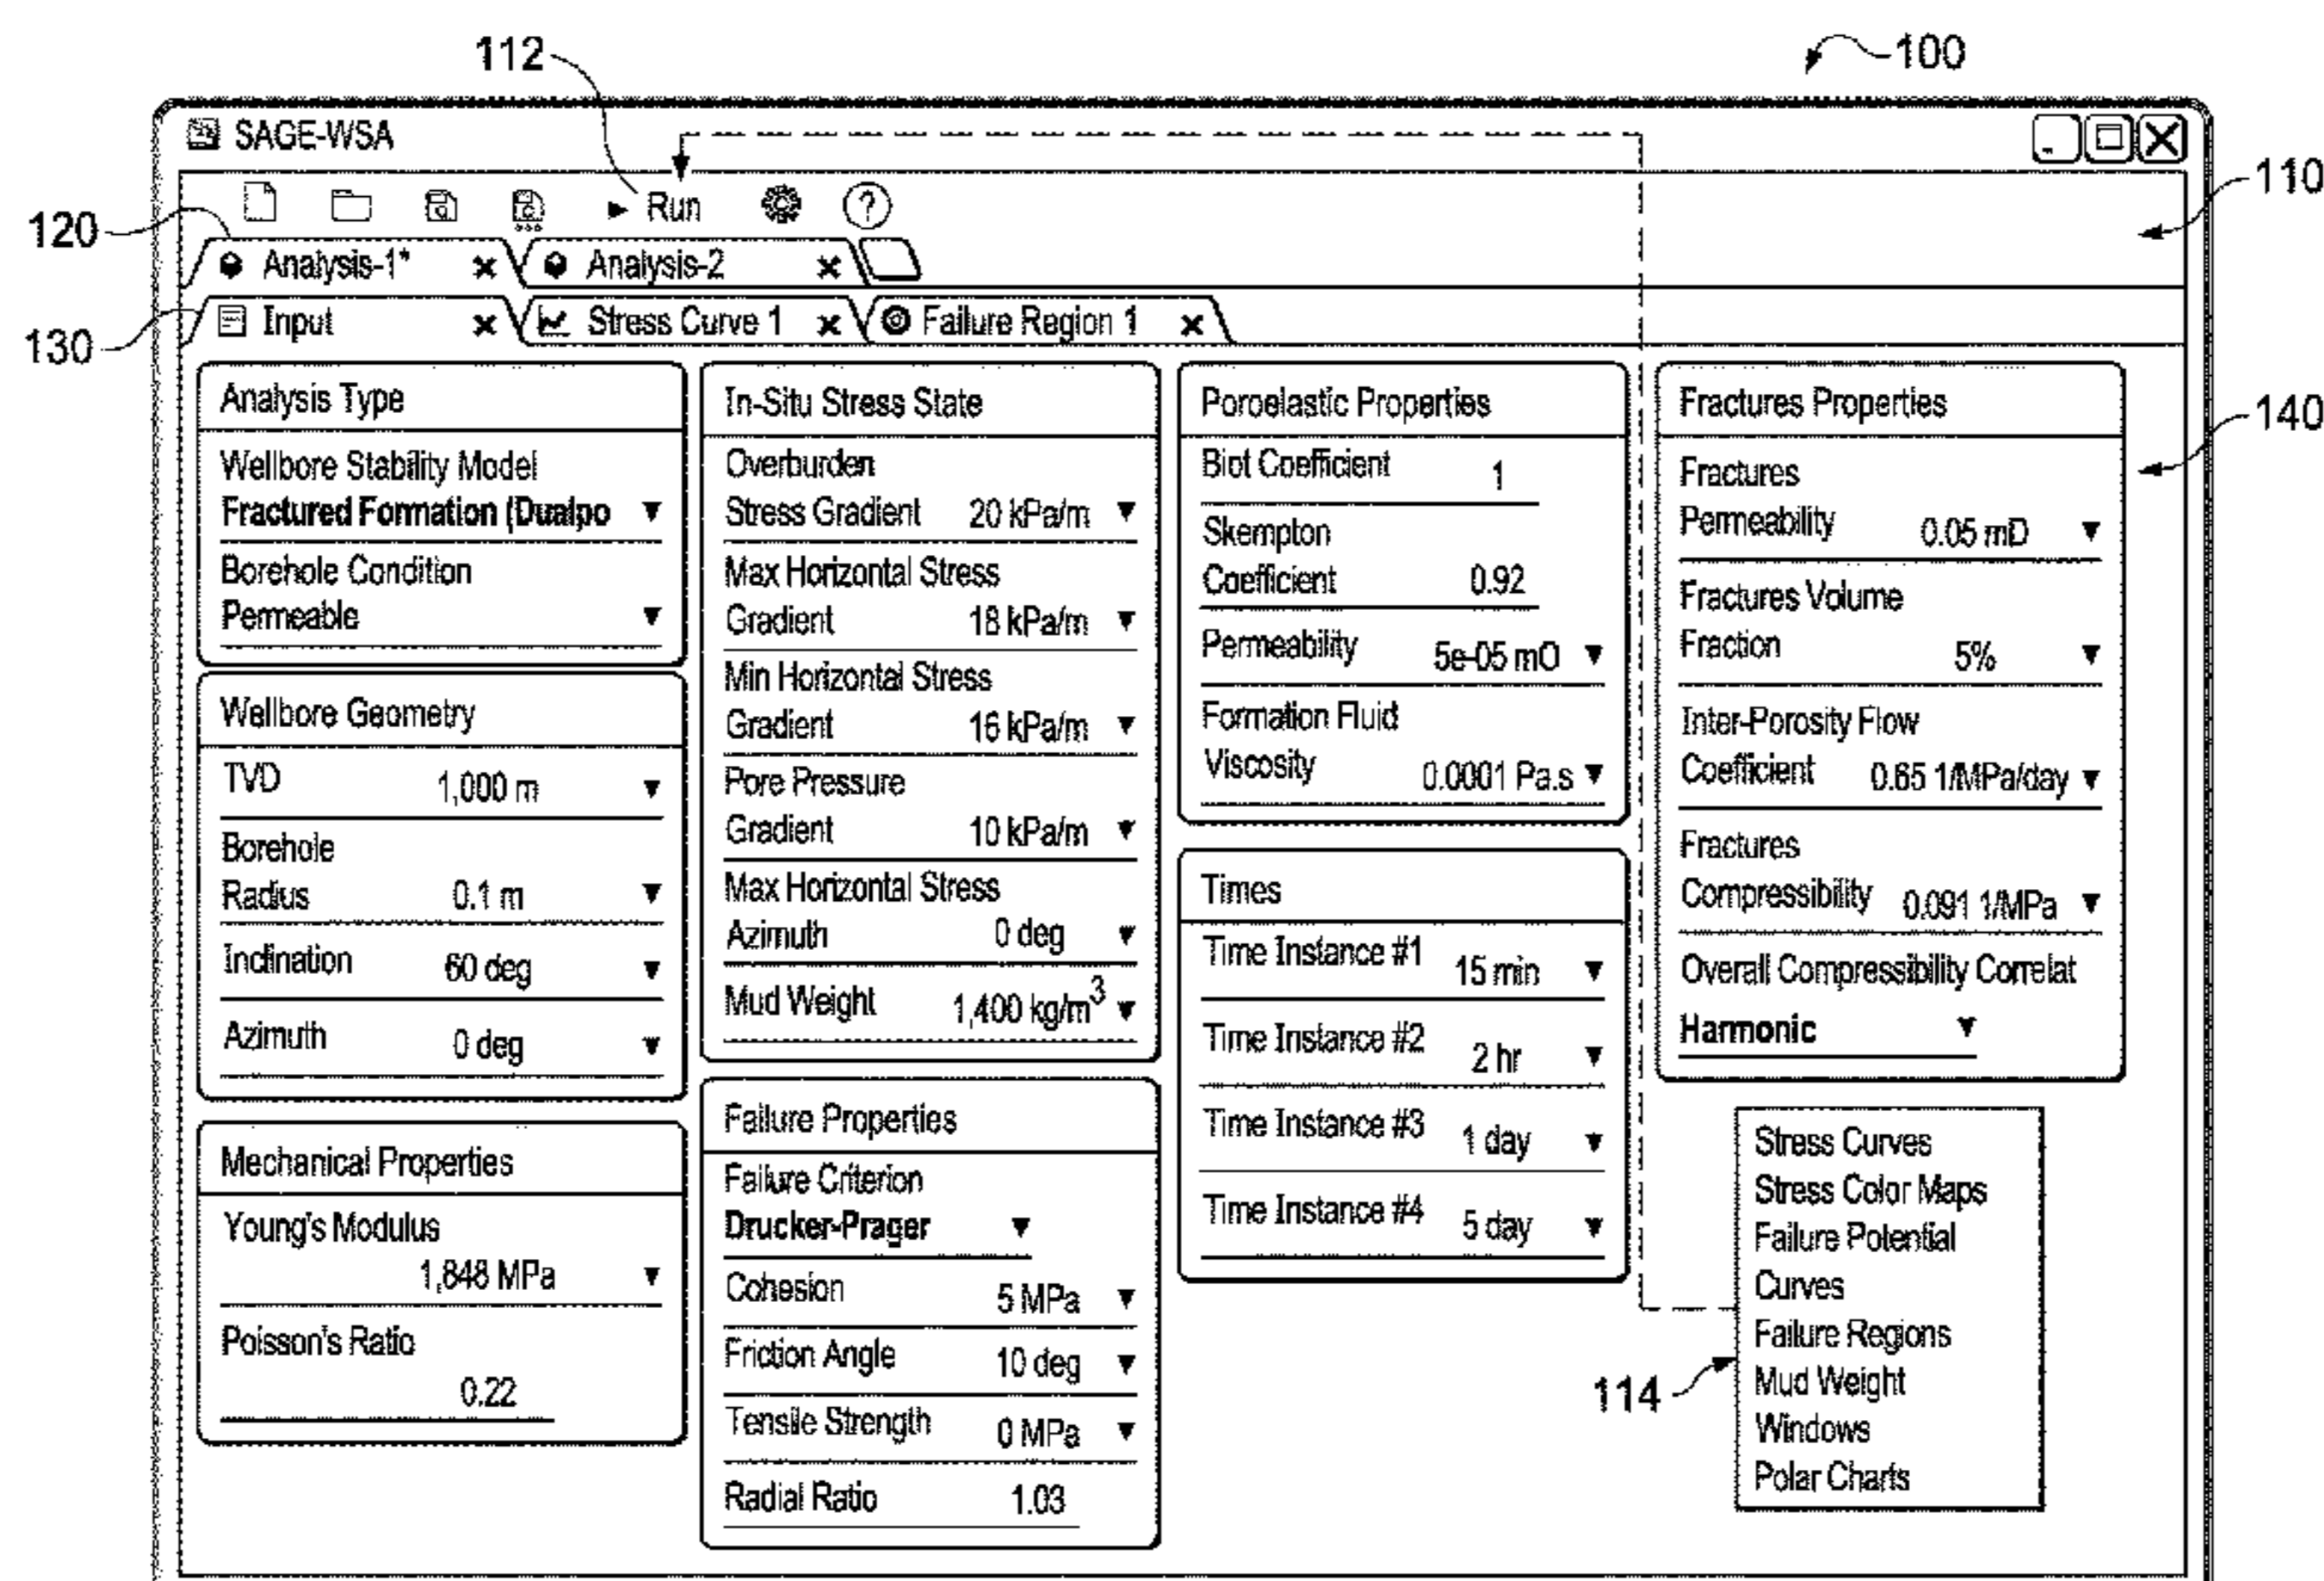 112
100
SAGE-WSA
110
Run
120
Analysis-1*
Analysis-2
130
Input
Stress Curve 1
Failure Region 1
Analysis Type
Wellbore Stability Model
Fractured Formation (Dualpo
Borehole Condition
Permeable
Wellbore Geometry
TVD 1,000 m
Borehole
Radius 0.1 m
Inclination 60 deg
Azimuth 0 deg
Mechanical Properties
Young's Modulus
1,848 MPa
Poisson's Ratio
0.22
In-Situ Stress State
Overburden
Stress Gradient 20 kPa/m
Max Horizontal Stress
Gradient 18 kPa/m
Min Horizontal Stress
Gradient 16 kPa/m
Pore Pressure
Gradient 10 kPa/m
Max Horizontal Stress
Azimuth 0 deg
Mud Weight 1,400 kg/m³
Failure Properties
Failure Criterion
Drucker-Prager
Cohesion 5 MPa
Friction Angle 10 deg
Tensile Strength 0 MPa
Radial Ratio 1.03
Poroelastic Properties
Biot Coefficient 1
Skempton
Coefficient 0.92
Permeability 5e-05 mO
Formation Fluid
Viscosity 0.0001 Pa.s
Times
Time Instance #1 15 min
Time Instance #2 2 hr
Time Instance #3 1 day
Time Instance #4 5 day
Fractures Properties
140
Fractures
Permeability 0.05 mD
Fractures Volume
Fraction 5%
Inter-Porosity Flow
Coefficient 0.65 1/MPa/day
Fractures
Compressibility 0.091 1/MPa
Overall Compressibility Correlat
Harmonic
114
Stress Curves
Stress Color Maps
Failure Potential
Curves
Failure Regions
Mud Weight
Windows
Polar Charts